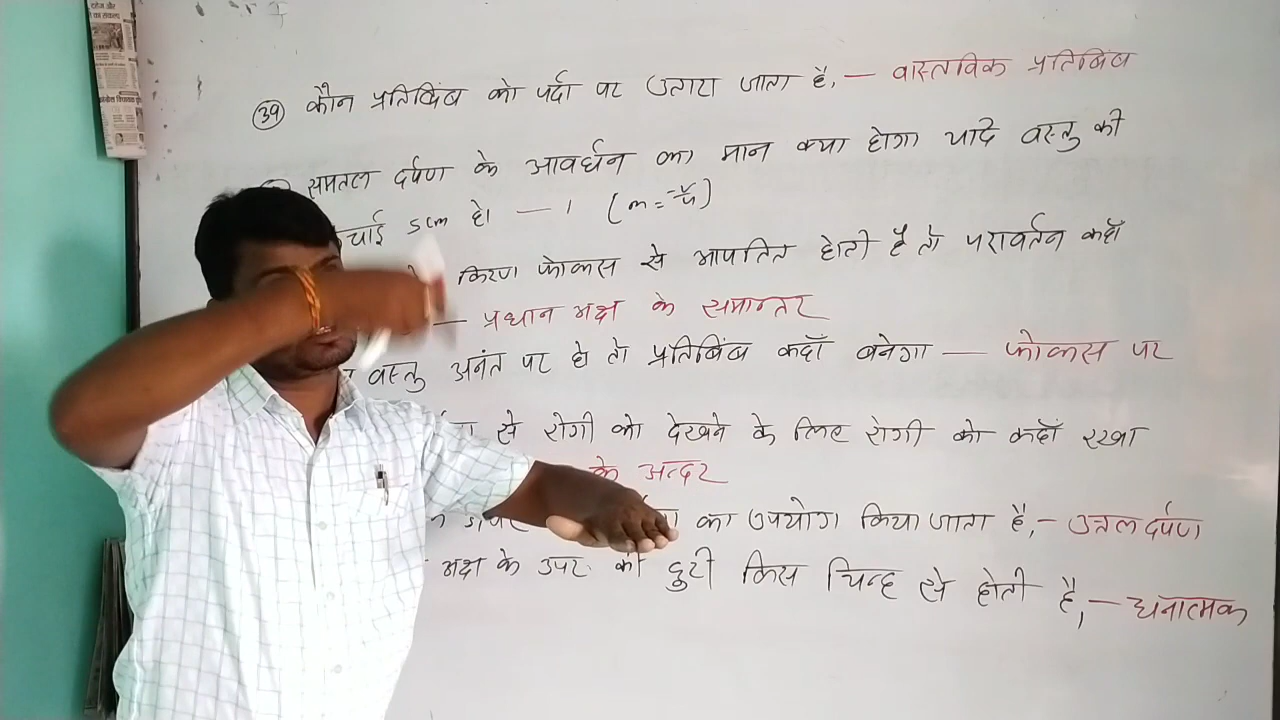 (39) कौन प्रतिबिंब को पर्दा पर उतारा जाता है, — वास्तविक प्रतिबिंब
समतल दर्पण के आवर्धन का मान क्या होगा यदि वस्तु की
चाई 5cm हो — 1 (m = -v/u)
किरण फोकस से आपतित होती है तो परावर्तन कहाँ
— प्रधान अक्ष के समान्तर
वस्तु अनंत पर हो तो प्रतिबिंब कहाँ बनेगा — फोकस पर
से रोगी को देखने के लिए रोगी को कहाँ रखा
के अन्दर
का उपयोग किया जाता है, — उत्तल दर्पण
अक्ष के उपर की दुरी किस चिन्ह से होती है, — धनात्मक